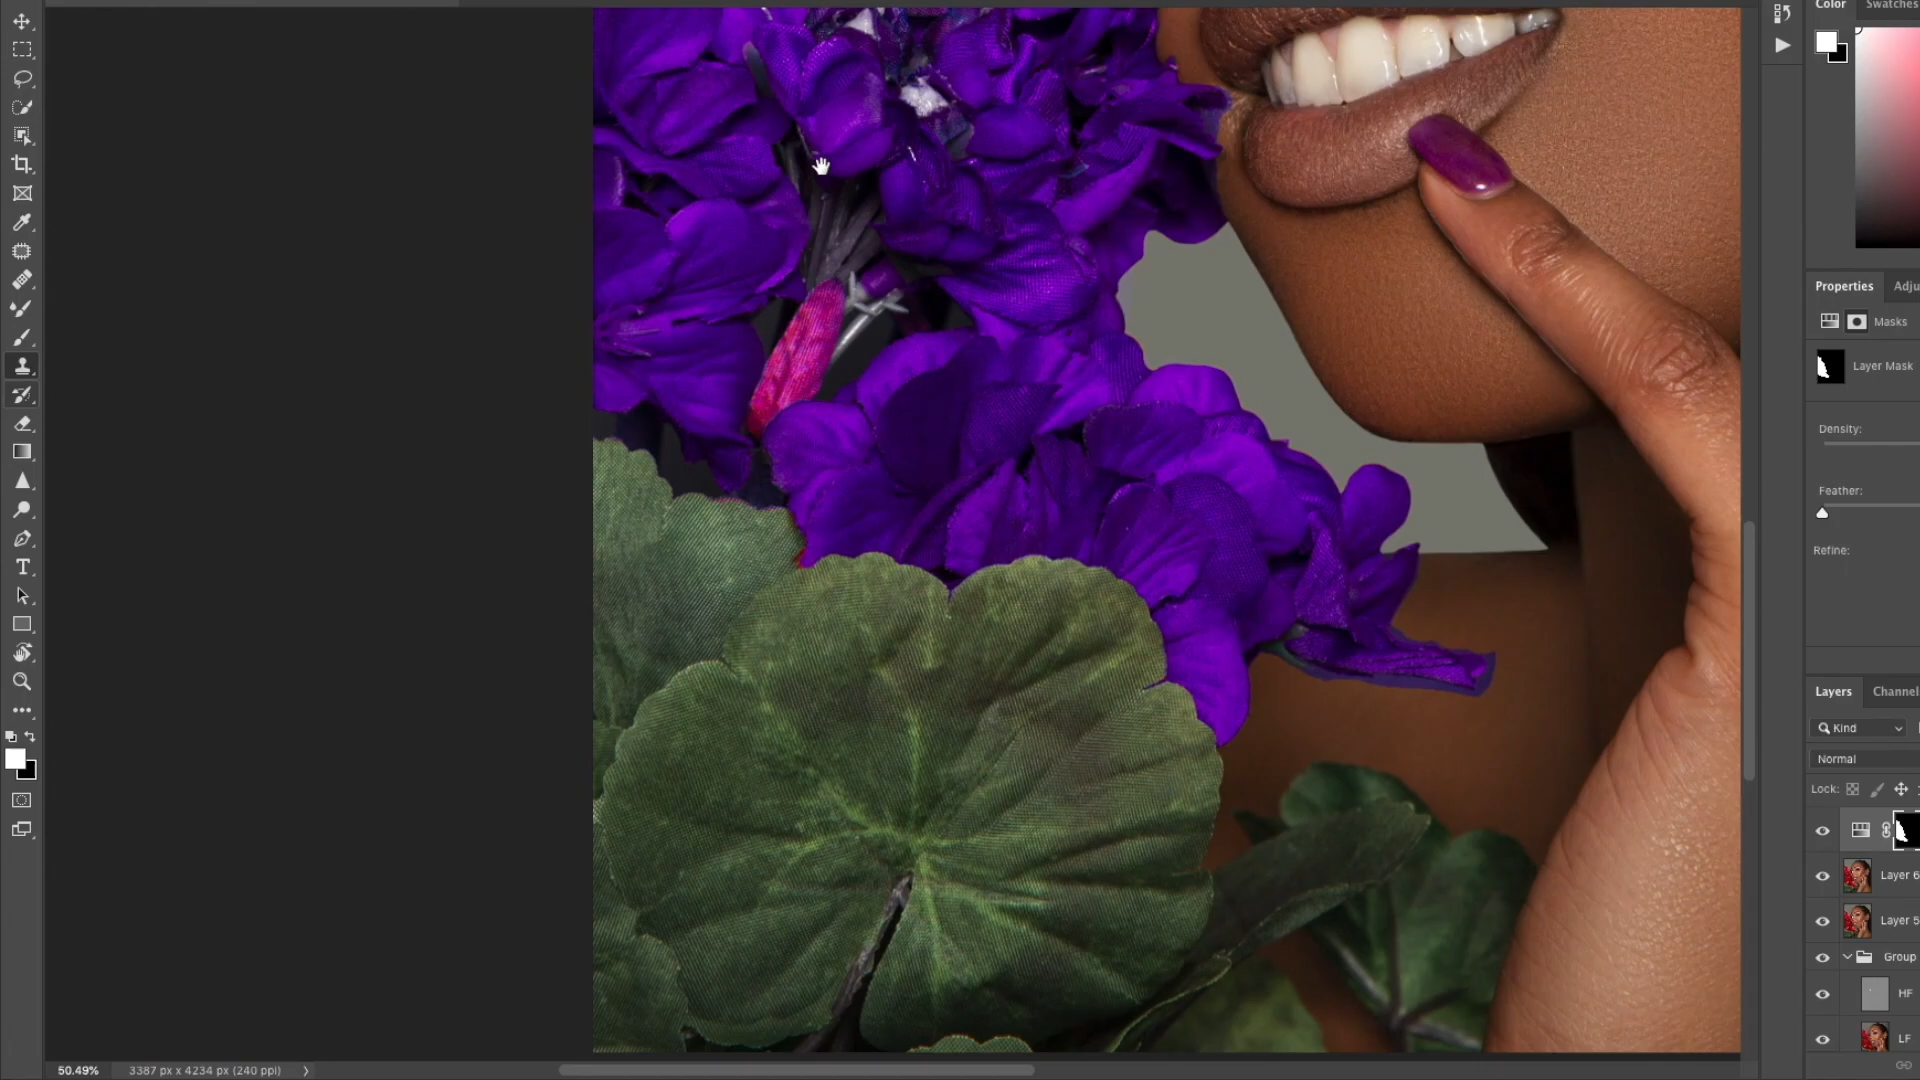 Color Swatches
Properties Adju
Masks
Layer Mask
Density:
Feather:
Refine:
Layers Channel
Kind
Normal
Lock:
Layer 6
Layer 5
Group
HF
LF
50.49% 3387 px x 4234 px (240 ppi)